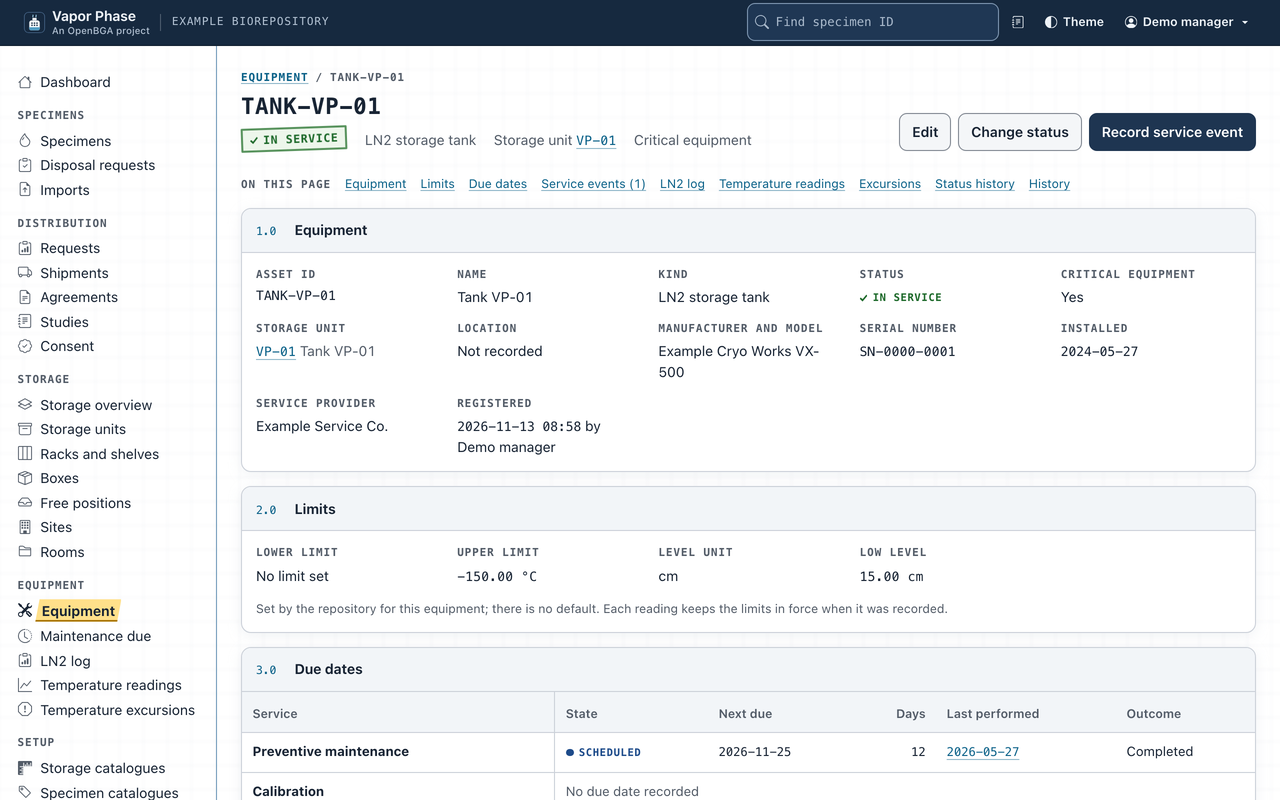 Vapor Phase
An OpenBGA project
EXAMPLE BIOREPOSITORY
Find specimen ID
Theme
Demo manager
Dashboard
SPECIMENS
Specimens
Disposal requests
Imports
DISTRIBUTION
Requests
Shipments
Agreements
Studies
Consent
STORAGE
Storage overview
Storage units
Racks and shelves
Boxes
Free positions
Sites
Rooms
EQUIPMENT
Equipment
Maintenance due
LN2 log
Temperature readings
Temperature excursions
SETUP
Storage catalogues
Specimen catalogues
EQUIPMENT / TANK-VP-01
TANK-VP-01
IN SERVICE LN2 storage tank Storage unit VP-01 Critical equipment
Edit Change status Record service event
ON THIS PAGE Equipment Limits Due dates Service events (1) LN2 log Temperature readings Excursions Status history History
1.0 Equipment
ASSET ID NAME KIND STATUS CRITICAL EQUIPMENT
TANK-VP-01 Tank VP-01 LN2 storage tank IN SERVICE Yes
STORAGE UNIT LOCATION MANUFACTURER AND MODEL SERIAL NUMBER INSTALLED
VP-01 Tank VP-01 Not recorded Example Cryo Works VX- SN-0000-0001 2024-05-27
500
SERVICE PROVIDER REGISTERED
Example Service Co. 2026-11-13 08:58 by
Demo manager
2.0 Limits
LOWER LIMIT UPPER LIMIT LEVEL UNIT LOW LEVEL
No limit set -150.00 °C cm 15.00 cm
Set by the repository for this equipment; there is no default. Each reading keeps the limits in force when it was recorded.
3.0 Due dates
Service State Next due Days Last performed Outcome
Preventive maintenance SCHEDULED 2026-11-25 12 2026-05-27 Completed
Calibration No due date recorded